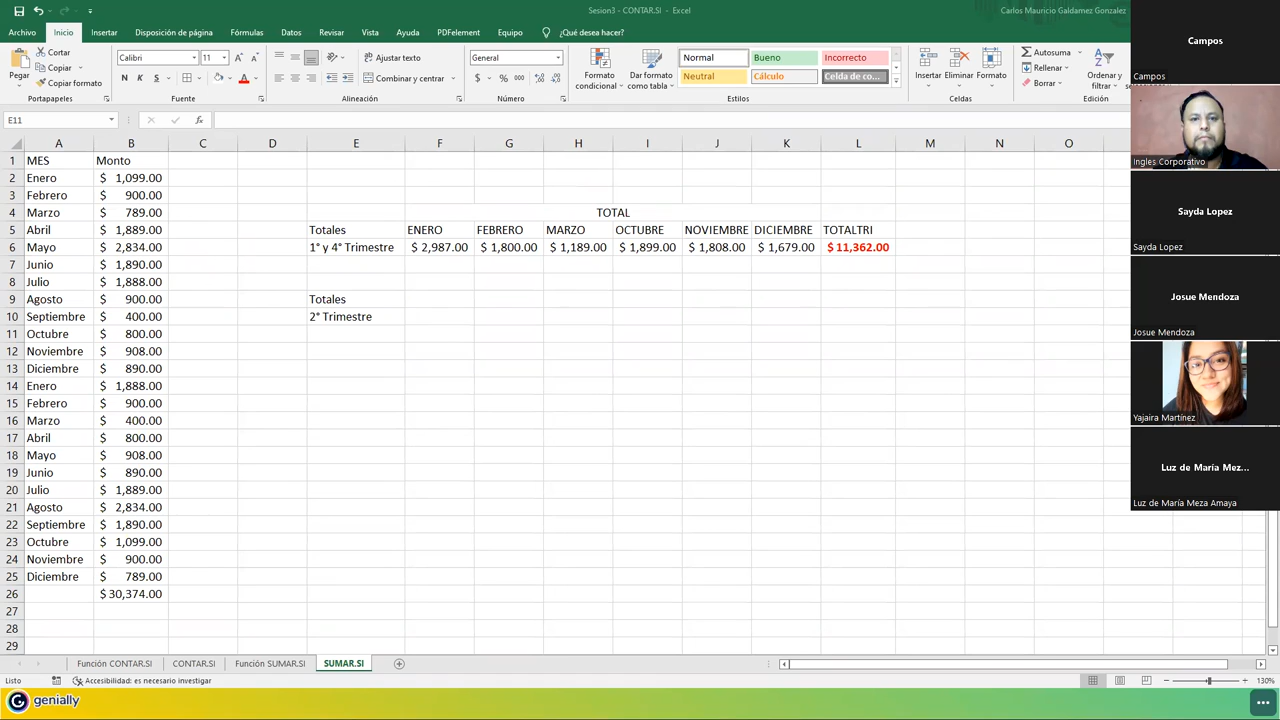 Sesion3 - CONTAR.SI - Excel
Carlos Mauricio Galdamez Gonzalez
Archivo Inicio Insertar Disposición de página Fórmulas Datos Revisar Vista Ayuda PDFelement Equipo ¿Qué desea hacer?
Pegar
Cortar
Copiar
Copiar formato
Portapapeles
Calibri 11
N K S
Fuente
Ajustar texto
Combinar y centrar
Alineación
General
$ %
Número
Formato condicional
Dar formato como tabla
Normal Bueno Incorrecto
Neutral Cálculo Celda de co...
Estilos
Insertar Eliminar Formato
Celdas
Autosuma
Rellenar
Borrar
Ordenar y filtrar
Edición
E11
fx
A B C D E F G H I J K L M N O
1 MES Monto
2 Enero $ 1,099.00
3 Febrero $ 900.00
4 Marzo $ 789.00 TOTAL
5 Abril $ 1,889.00 Totales ENERO FEBRERO MARZO OCTUBRE NOVIEMBRE DICIEMBRE TOTALTRI
6 Mayo $ 2,834.00 1° y 4° Trimestre $ 2,987.00 $ 1,800.00 $ 1,189.00 $ 1,899.00 $ 1,808.00 $ 1,679.00 $ 11,362.00
7 Junio $ 1,890.00
8 Julio $ 1,888.00
9 Agosto $ 900.00 Totales
10 Septiembre $ 400.00 2° Trimestre
11 Octubre $ 800.00
12 Noviembre $ 908.00
13 Diciembre $ 890.00
14 Enero $ 1,888.00
15 Febrero $ 900.00
16 Marzo $ 400.00
17 Abril $ 800.00
18 Mayo $ 908.00
19 Junio $ 890.00
20 Julio $ 1,889.00
21 Agosto $ 2,834.00
22 Septiembre $ 1,890.00
23 Octubre $ 1,099.00
24 Noviembre $ 900.00
25 Diciembre $ 789.00
26 $ 30,374.00
27
28
29
Función CONTAR.SI CONTAR.SI Función SUMAR.SI SUMAR.SI
Listo Accesibilidad: es necesario investigar 130%
genially
Campos
Campos
Ingles Corporativo
Sayda Lopez
Sayda Lopez
Josue Mendoza
Josue Mendoza
Yajaira Martínez
Luz de María Mez...
Luz de María Meza Amaya